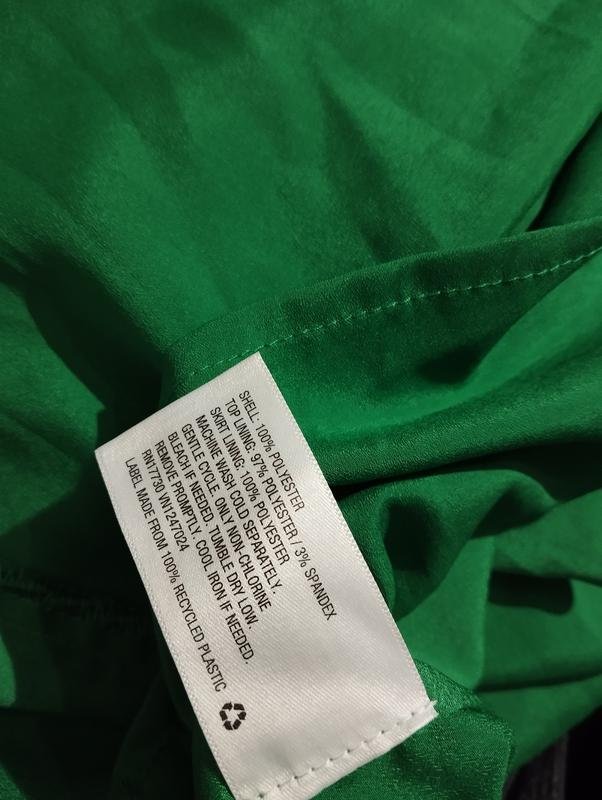 SHELL: 100% POLYESTER
TOP LINING: 97% POLYESTER / 3% SPANDEX
SKIRT LINING: 100% POLYESTER
MACHINE WASH COLD SEPARATELY,
GENTLE CYCLE. ONLY NON-CHLORINE
BLEACH IF NEEDED. TUMBLE DRY LOW.
REMOVE PROMPTLY. COOL IRON IF NEEDED.
RN17730 VN1247024
LABEL MADE FROM 100% RECYCLED PLASTIC